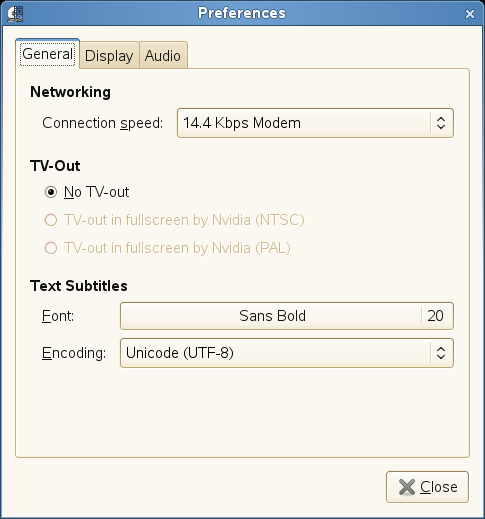 Preferences
General Display Audio
Networking
Connection speed: 14.4 Kbps Modem
TV-Out
No TV-out
TV-out in fullscreen by Nvidia (NTSC)
TV-out in fullscreen by Nvidia (PAL)
Text Subtitles
Font: Sans Bold 20
Encoding: Unicode (UTF-8)
Close